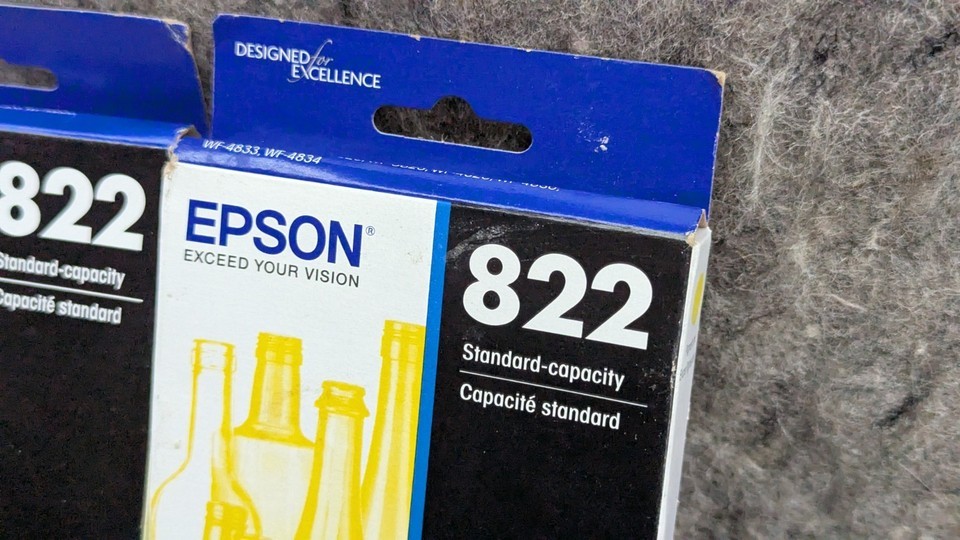 DESIGNED for
EXCELLENCE
WF-4833, WF-4834
EPSON®
EXCEED YOUR VISION
822
Standard-capacity
Capacité standard
822
Standard-capacity
Capacité standard